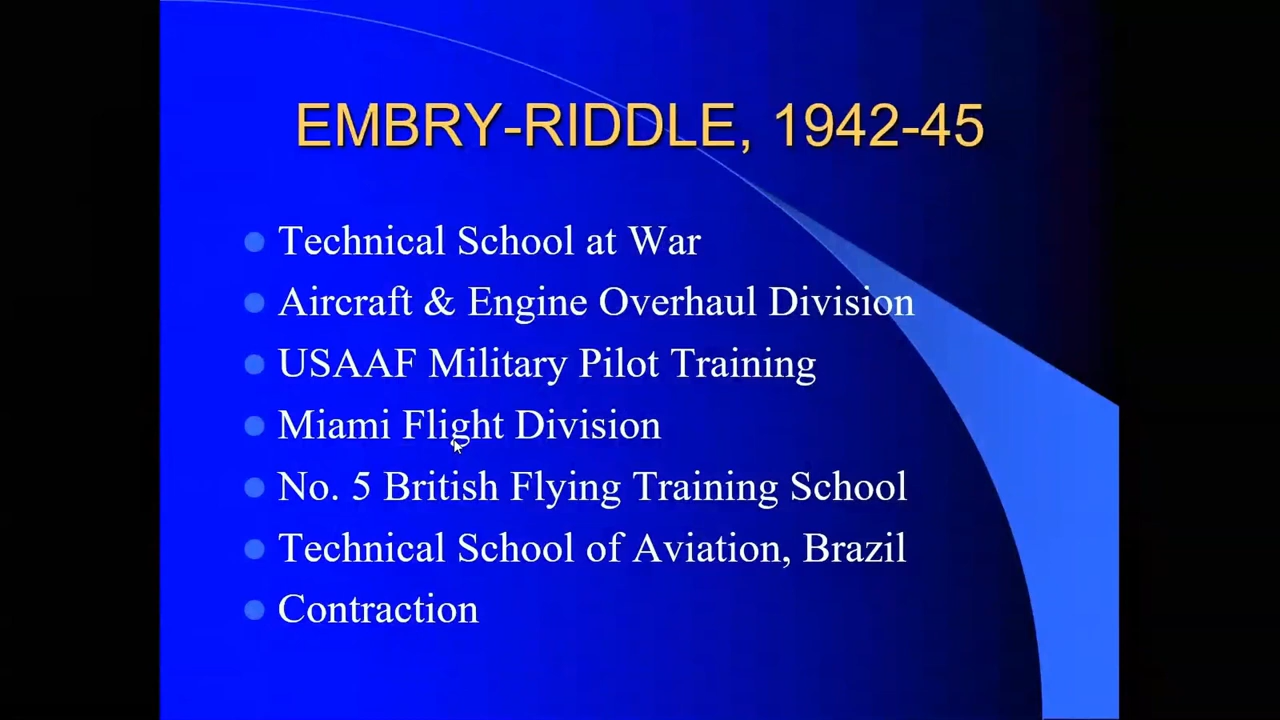 EMBRY-RIDDLE, 1942-45
Technical School at War
Aircraft & Engine Overhaul Division
USAAF Military Pilot Training
Miami Flight Division
No. 5 British Flying Training School
Technical School of Aviation, Brazil
Contraction